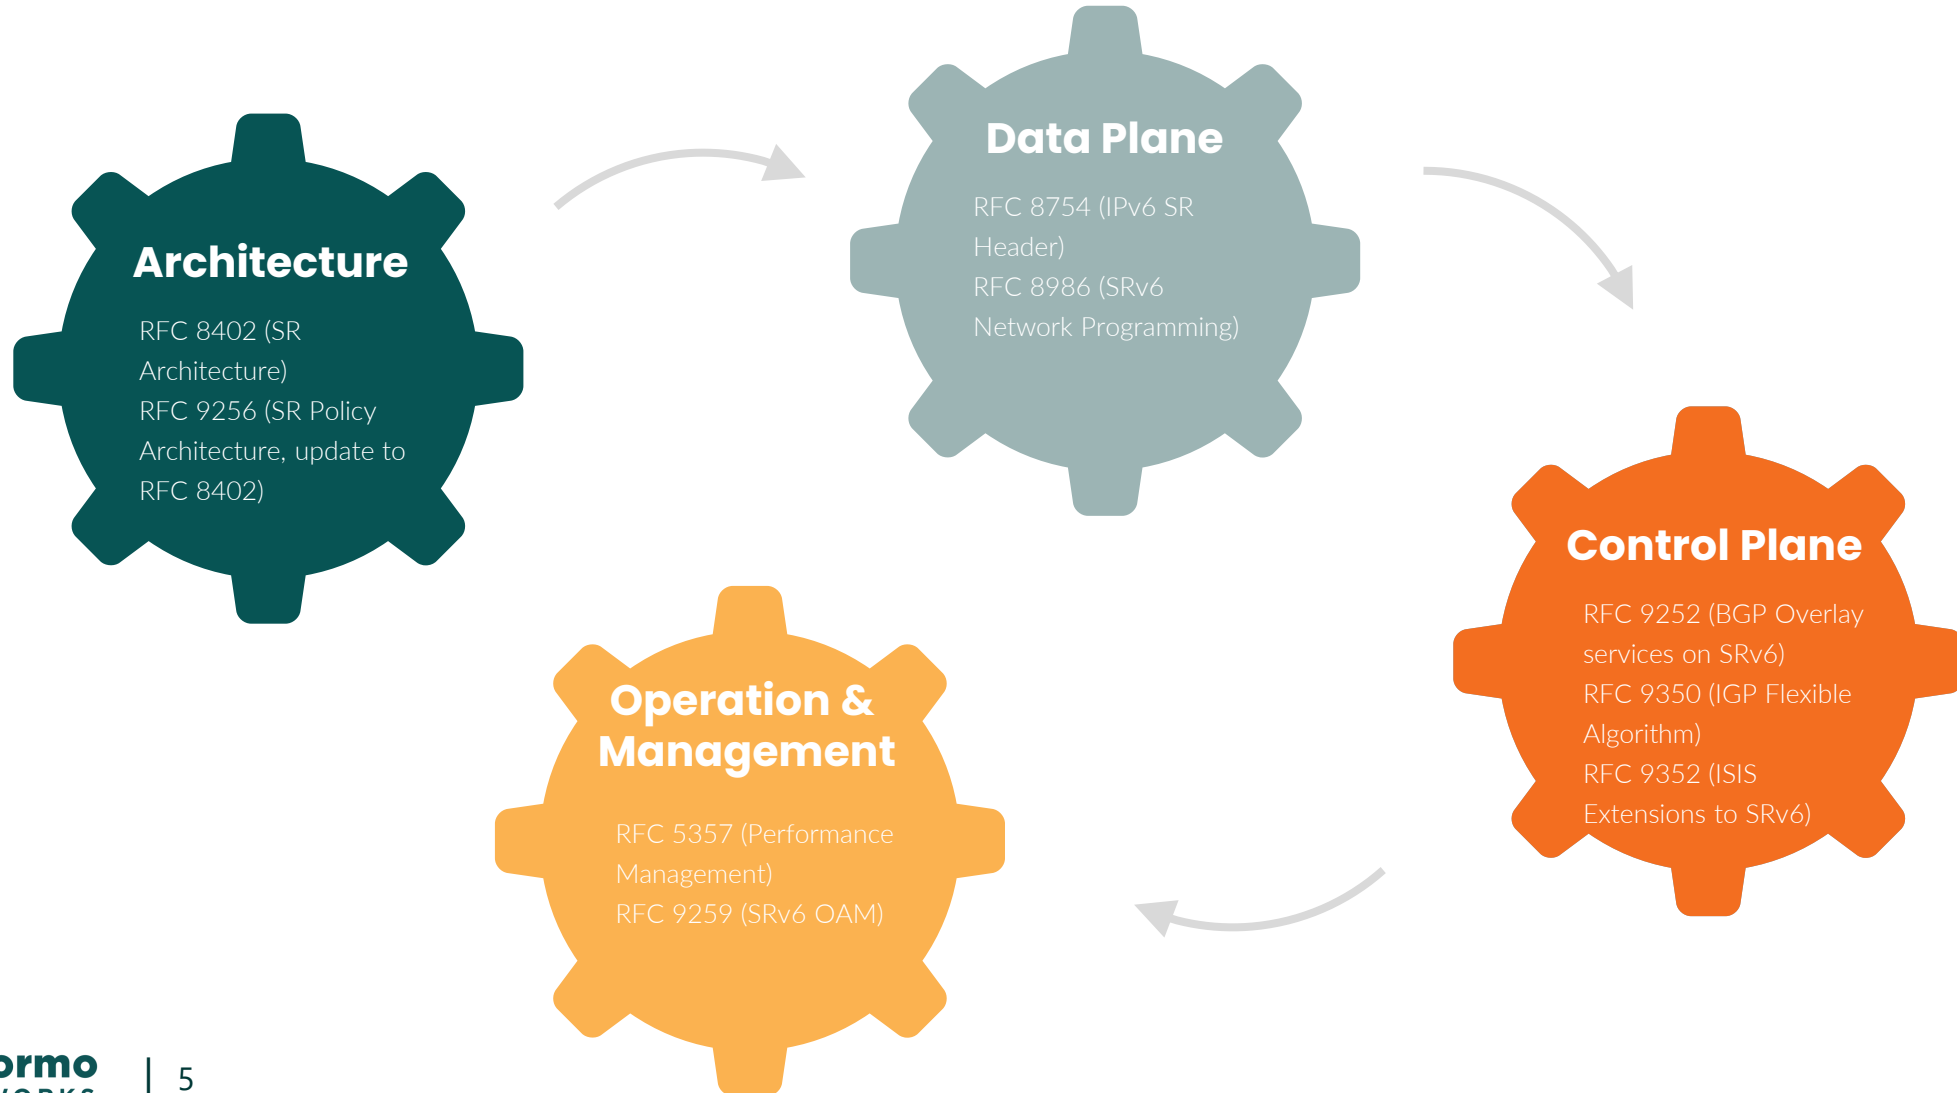 Architecture
RFC 8402 (SR
Architecture)
RFC 9256 (SR Policy
Architecture, update to
RFC 8402)
Data Plane
RFC 8754 (IPv6 SR
Header)
RFC 8986 (SRv6
Network Programming)
Control Plane
RFC 9252 (BGP Overlay
services on SRv6)
RFC 9350 (IGP Flexible
Algorithm)
RFC 9352 (ISIS
Extensions to SRv6)
Operation &
Management
RFC 5357 (Performance
Management)
RFC 9259 (SRv6 OAM)
5